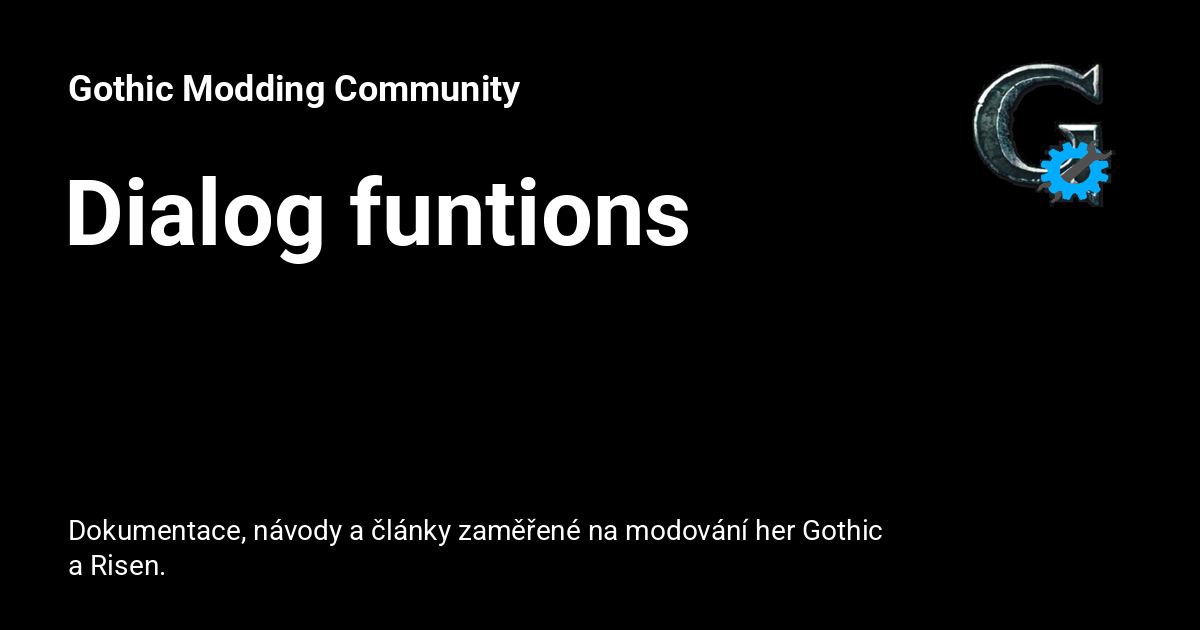 Gothic Modding Community
Dialog funtions
Dokumentace, návody a články zaměřené na modování her Gothic
a Risen.